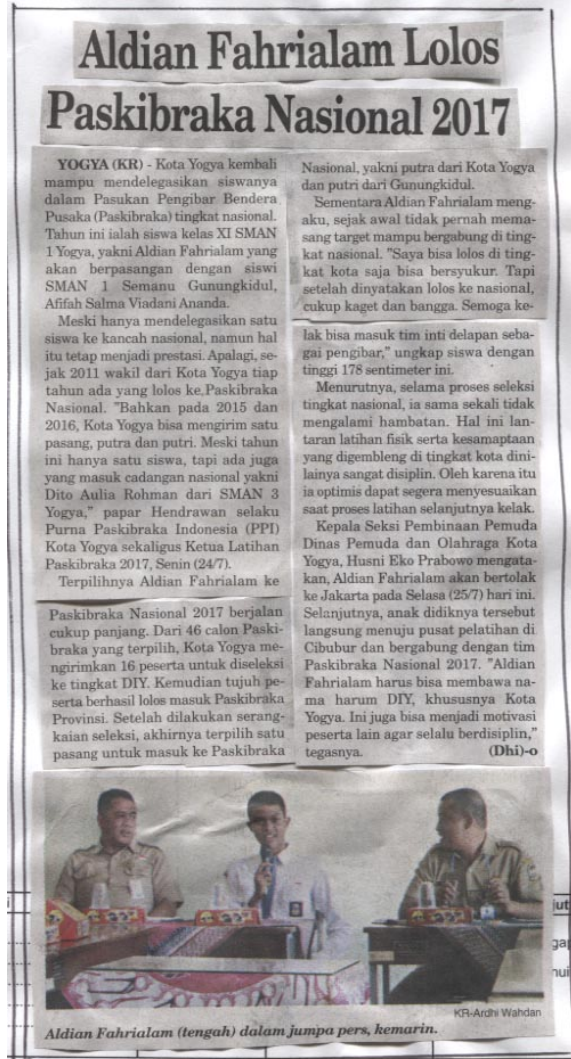 Aldian Fahrialam Lolos
Paskibraka Nasional 2017
YOGYA (KR) - Kota Yogya kembali
mampu mendelegasikan siswanya
dalam Pasukan Pengibar Bendera
Pusaka (Paskibraka) tingkat nasional.
Tahun ini ialah siswa kelas XI SMAN
1 Yogya, yakni Aldian Fahrialam yang
akan berpasangan dengan siswi
SMAN 1 Semanu Gunungkidul,
Afifah Salma Viadani Ananda.
Meski hanya mendelegasikan satu
siswa ke kancah nasional, namun hal
itu tetap menjadi prestasi. Apalagi, se-
jak 2011 wakil dari Kota Yogya tiap
tahun ada yang lolos ke Paskibraka
Nasional. "Bahkan pada 2015 dan
2016, Kota Yogya bisa mengirim satu
pasang, putra dan putri. Meski tahun
ini hanya satu siswa, tapi ada juga
yang masuk cadangan nasional yakni
Dito Aulia Rohman dari SMAN 3
Yogya," papar Hendrawan selaku
Purna Paskibraka Indonesia (PPI)
Kota Yogya sekaligus Ketua Latihan
Paskibraka 2017, Senin (24/7).
Terpilihnya Aldian Fahrialam ke
Paskibraka Nasional 2017 berjalan
cukup panjang. Dari 46 calon Paski-
braka yang terpilih, Kota Yogya me-
ngirimkan 16 peserta untuk diseleksi
ke tingkat DIY. Kemudian tujuh pe-
serta berhasil lolos masuk Paskibraka
Provinsi. Setelah dilakukan serang-
kaian seleksi, akhirnya terpilih satu
pasang untuk masuk ke Paskibraka
Nasional, yakni putra dari Kota Yogya
dan putri dari Gunungkidul.
Sementara Aldian Fahrialam meng-
aku, sejak awal tidak pernah mema-
sang target mampu bergabung di ting-
kat nasional. "Saya bisa lolos di ting-
kat kota saja bisa bersyukur. Tapi
setelah dinyatakan lolos ke nasional,
cukup kaget dan bangga. Semoga ke-
lak bisa masuk tim inti delapan seba-
gai pengibar," ungkap siswa dengan
tinggi 178 sentimeter ini.
Menurutnya, selama proses seleksi
tingkat nasional, ia sama sekali tidak
mengalami hambatan. Hal ini lan-
taran latihan fisik serta kesamaptaan
yang digembleng di tingkat kota dini-
lainya sangat disiplin. Oleh karena itu
ia optimis dapat segera menyesuaikan
saat proses latihan selanjutnya kelak.
Kepala Seksi Pembinaan Pemuda
Dinas Pemuda dan Olahraga Kota
Yogya, Husni Eko Prabowo mengata-
kan, Aldian Fahrialam akan bertolak
ke Jakarta pada Selasa (25/7) hari ini.
Selanjutnya, anak didiknya tersebut
langsung menuju pusat pelatihan di
Cibubur dan bergabung dengan tim
Paskibraka Nasional 2017. "Aldian
Fahrialam harus bisa membawa na-
ma harum DIY, khususnya Kota
Yogya. Ini juga bisa menjadi motivasi
peserta lain agar selalu berdisiplin,"
tegasnya. (Dhi)-o
KR-Ardhi Wahdan
Aldian Fahrialam (tengah) dalam jumpa pers, kemarin.